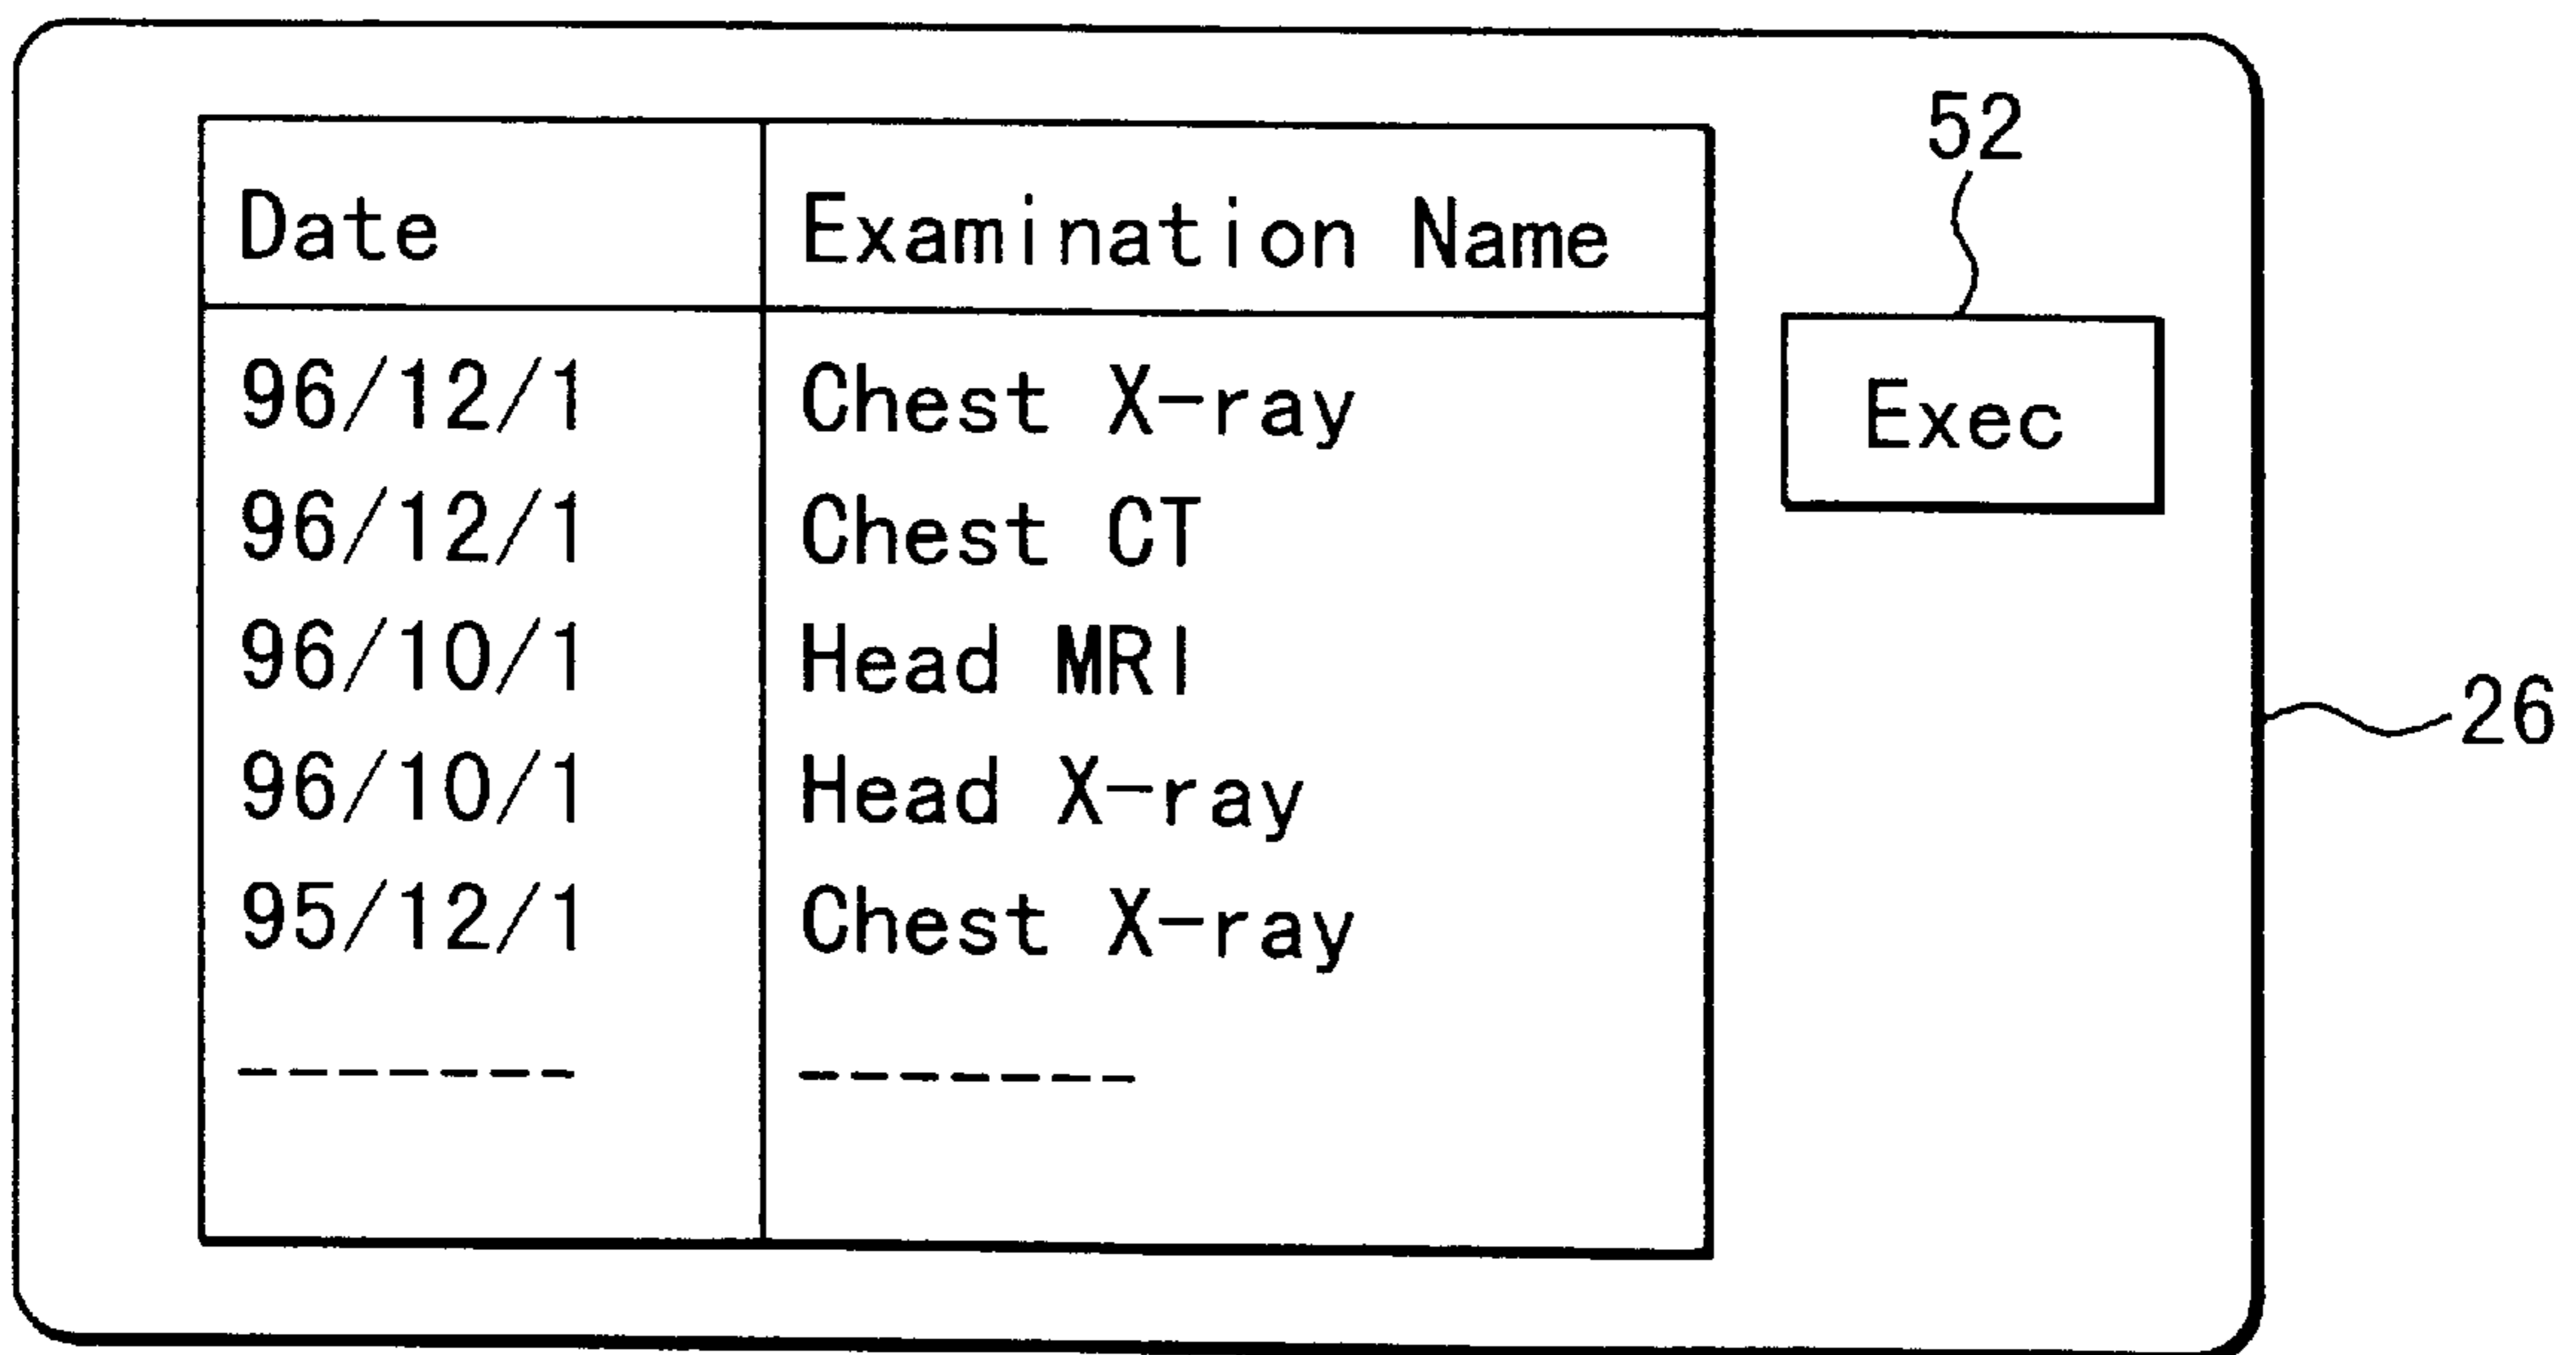 52
Date Examination Name
Exec
96/12/1 Chest X-ray
96/12/1 Chest CT
96/10/1 Head MRI
96/10/1 Head X-ray
95/12/1 Chest X-ray
------- -------
26